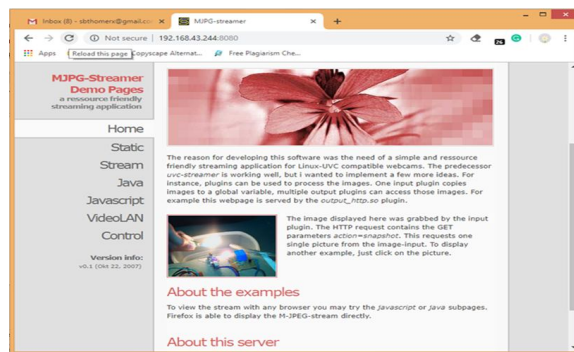 Inbox (8) - sbthomerx@gmail.co
MJPG-streamer
Not secure | 192.168.43.244:8080
Apps
Reload this page
Copyscape Alternat...
Free Plagiarism Che...
26
MJPG-Streamer
Demo Pages
a ressource friendly
streaming application
Home
Static
Stream
Java
Javascript
VideoLAN
Control
Version info:
v0.1 (Okt 22, 2007)
The reason for developing this software was the need of a simple and ressource
friendly streaming application for Linux-UVC compatible webcams. The predecessor
uvc-streamer is working well, but i wanted to implement a few more ideas. For
instance, plugins can be used to process the images. One input plugin copies
images to a global variable, multiple output plugins can access those images. For
example this webpage is served by the output_http.so plugin.
The image displayed here was grabbed by the input
plugin. The HTTP request contains the GET
parameters action=snapshot. This requests one
single picture from the image-input. To display
another example, just click on the picture.
About the examples
To view the stream with any browser you may try the Javascript or Java subpages.
Firefox is able to display the M-JPEG-stream directly.
About this server